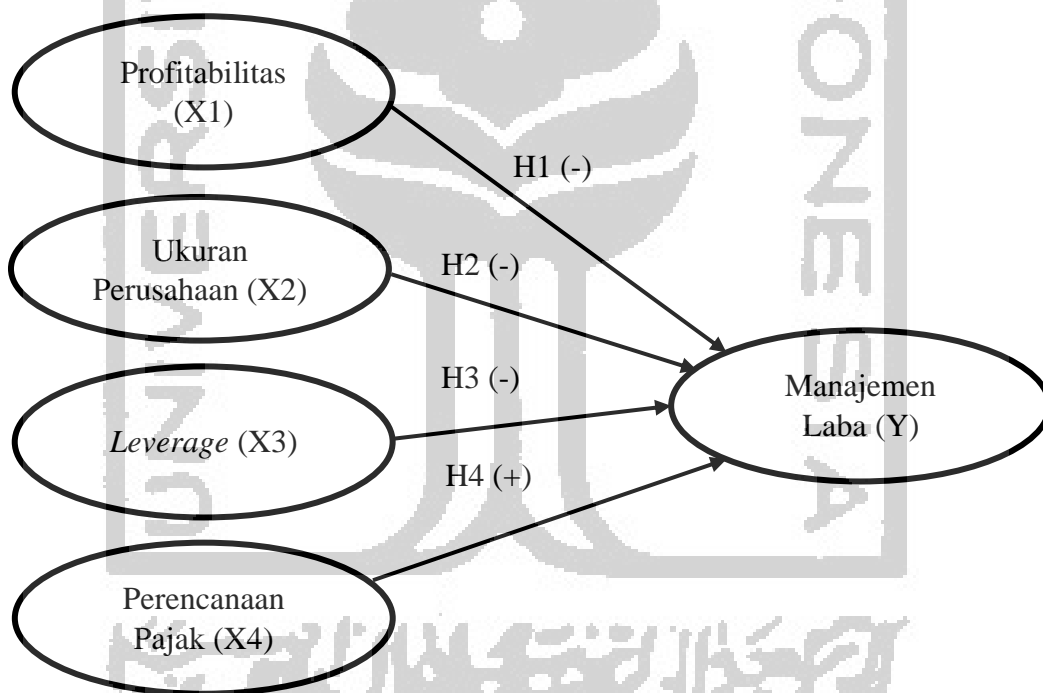 Profitabilitas
(X1)
H1 (-)
Ukuran
Perusahaan (X2)
H2 (-)
H3 (-)
Manajemen
Laba (Y)
Leverage (X3)
H4 (+)
Perencanaan
Pajak (X4)